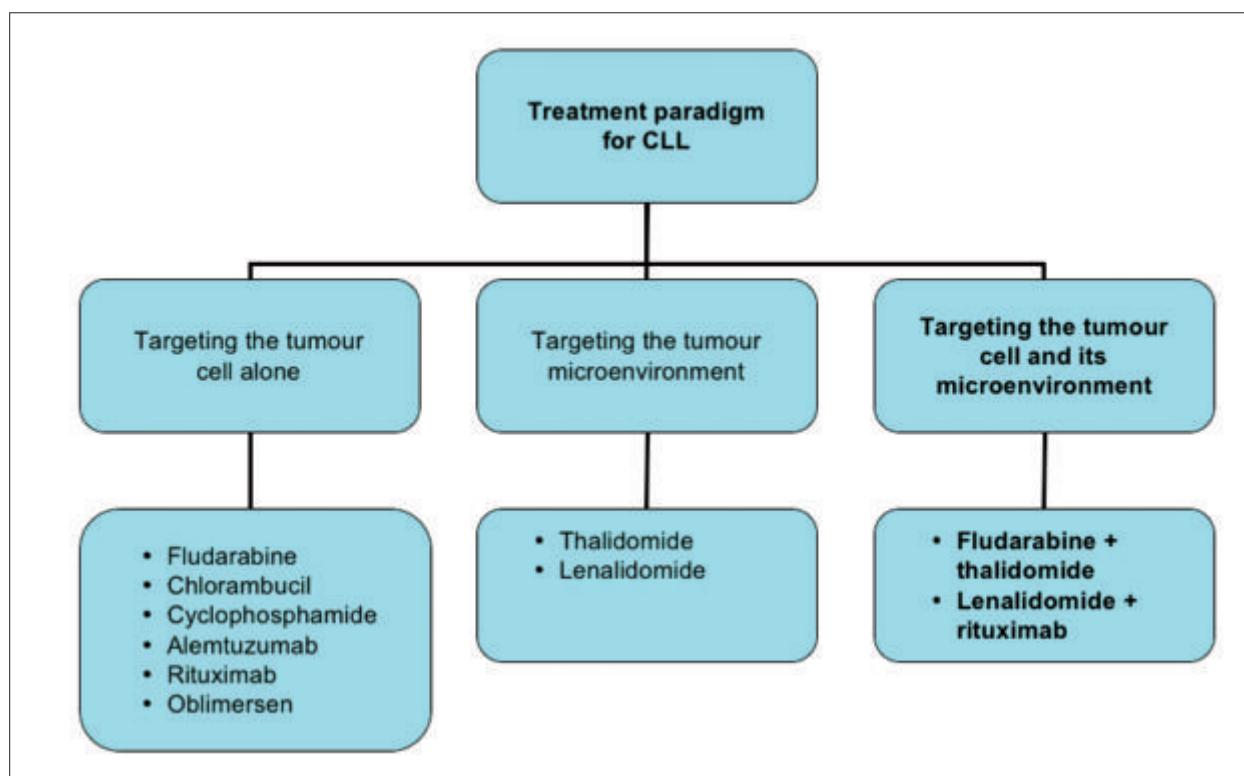 Treatment paradigm
for CLL
Targeting the tumour
cell alone
Targeting the tumour
microenvironment
Targeting the tumour
cell and its
microenvironment
• Fludarabine
• Chlorambucil
• Cyclophosphamide
• Alemtuzumab
• Rituximab
• Oblimersen
• Thalidomide
• Lenalidomide
• Fludarabine +
thalidomide
• Lenalidomide +
rituximab